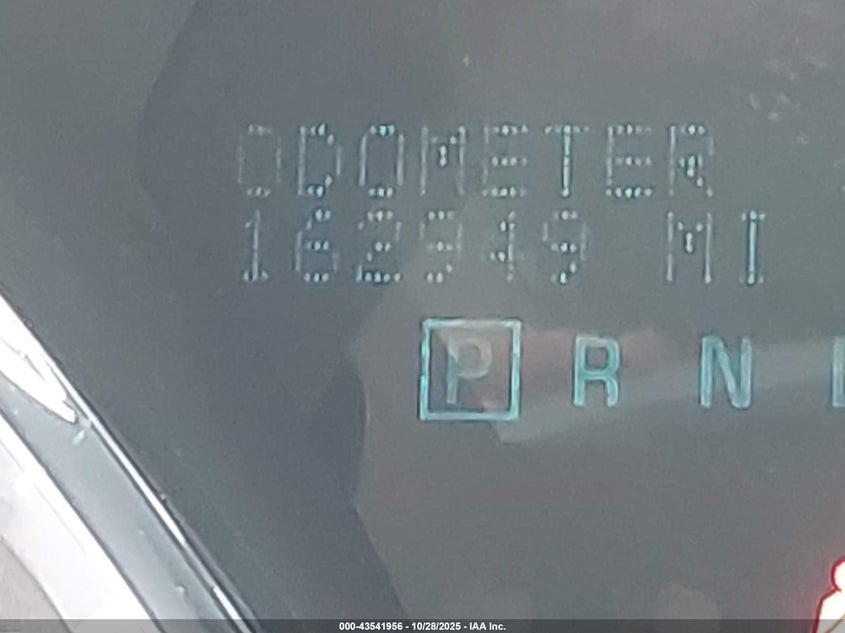 ODOMETER
162949 MI
P R N
000-43541956 - 10/28/2025 - IAA Inc.